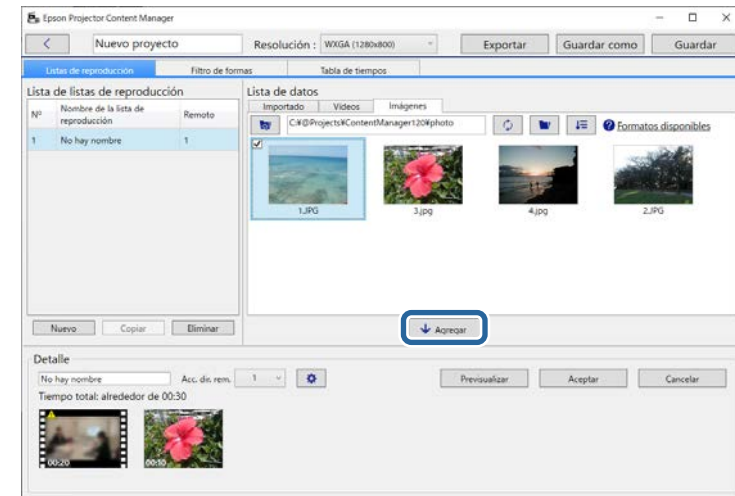 Epson Projector Content Manager
Nuevo proyecto
Resolución : WXGA (1280x800)
Exportar
Guardar como
Guardar
Listas de reproducción
Filtro de formas
Tabla de tiempos
Lista de listas de reproducción
Nº
Nombre de la lista de
reproducción
Remoto
1 No hay nombre 1
Nuevo
Copiar
Eliminar
Lista de datos
Importado
Videos
Imágenes
C:¥@Projects¥ContentManager120¥photo
Formatos disponibles
1.JPG
3.jpg
4.jpg
2.JPG
Agregar
Detalle
No hay nombre
Acc. dir. rem.
1
Previsualizar
Aceptar
Cancelar
Tiempo total: alrededor de 00:30
00:20
00:10